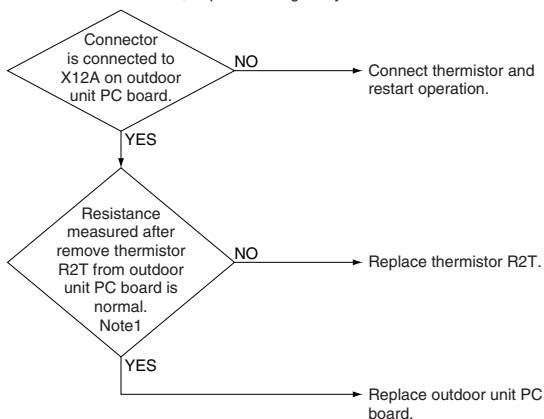 Connector
is connected to
X12A on outdoor
unit PC board.
NO
Connect thermistor and
restart operation.
YES
Resistance
measured after
remove thermistor
R2T from outdoor
unit PC board is
normal.
Note1
NO
Replace thermistor R2T.
YES
Replace outdoor unit PC
board.